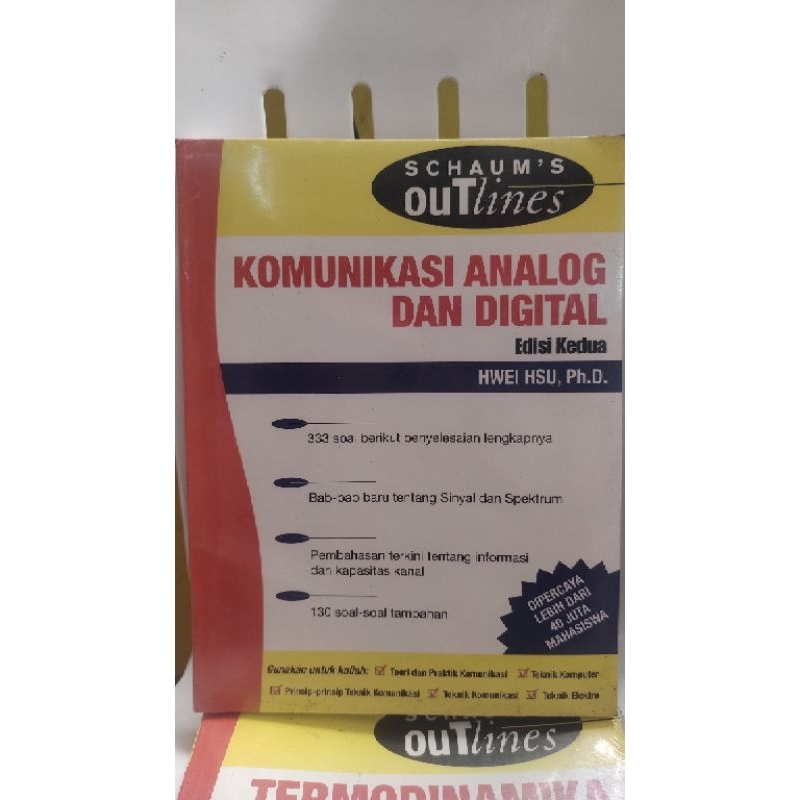 SCHAUM'S
OUTlines
KOMUNIKASI ANALOG
DAN DIGITAL
Edisi Kedua
HWEI HSU, Ph.D.
333 soal berikut penyelesaian lengkapnya
Bab-bab baru tentang Sinyal dan Spektrum
Pembahasan terkini tentang informasi
dan kapasitas kanal
130 soal-soal tambahan
DIPERCAYA
LEBIH DARI
40 JUTA
MAHASISWA
Gunakan untuk kuliah: Teori dan Praktik Komunikasi Teknik Komputer
Prinsip-prinsip Teknik Komunikasi Teknik Komunikasi Teknik Elektro
SCHAUM'S
OUTlines
TERMODINAMIKA